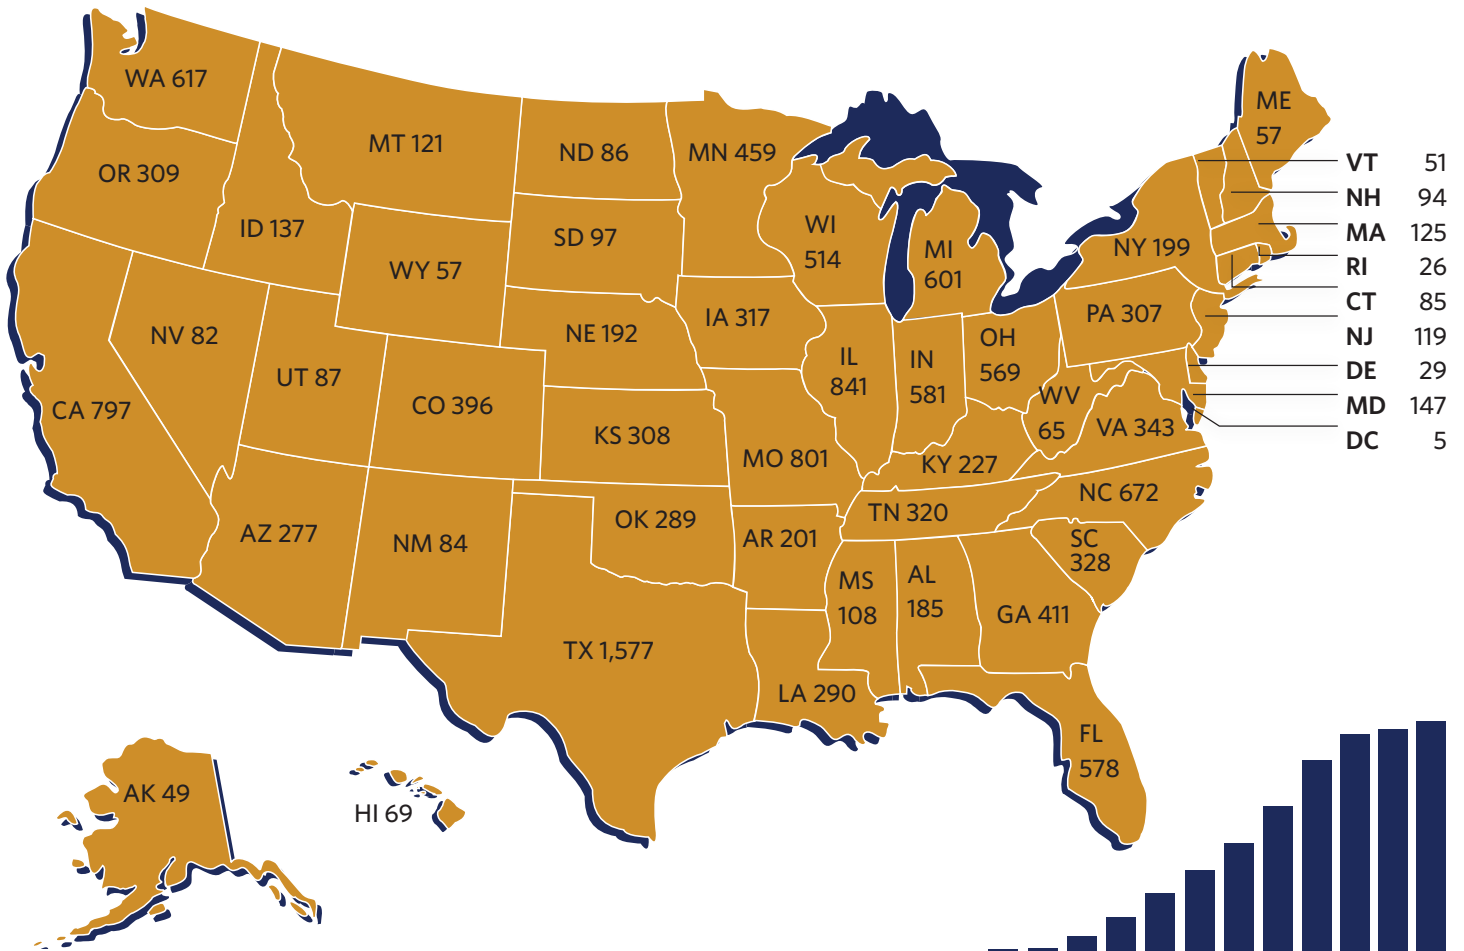 WA 617
OR 309
MT 121
ID 137
WY 57
ND 86
SD 97
MN 459
WI
514
MI
601
ME
57
VT 51
NH 94
MA 125
RI 26
CT 85
NJ 119
DE 29
MD 147
DC 5
NY 199
PA 307
CA 797
NV 82
UT 87
CO 396
NE 192
IA 317
KS 308
IL
841
IN
581
OH
569
WV
65
VA 343
MO 801
KY 227
NC 672
TN 320
SC
328
AZ 277
NM 84
OK 289
AR 201
MS
108
AL
185
GA 411
TX 1,577
LA 290
FL
578
AK 49
HI 69